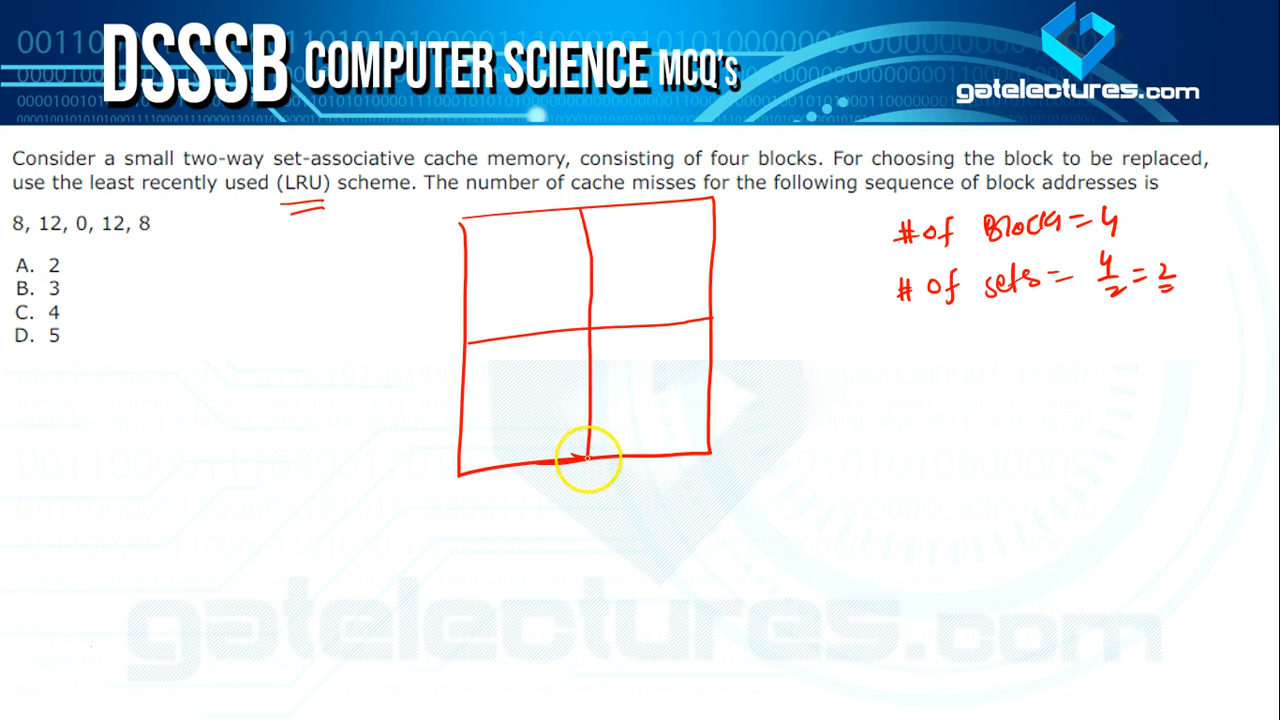 DSSSB COMPUTER SCIENCE MCQ's
gatelectures.com
Consider a small two-way set-associative cache memory, consisting of four blocks. For choosing the block to be replaced,
use the least recently used (LRU) scheme. The number of cache misses for the following sequence of block addresses is
8, 12, 0, 12, 8
A. 2
B. 3
C. 4
D. 5
# of Blocks = 4
# of sets = 4/2 = 2
gatelectures.com